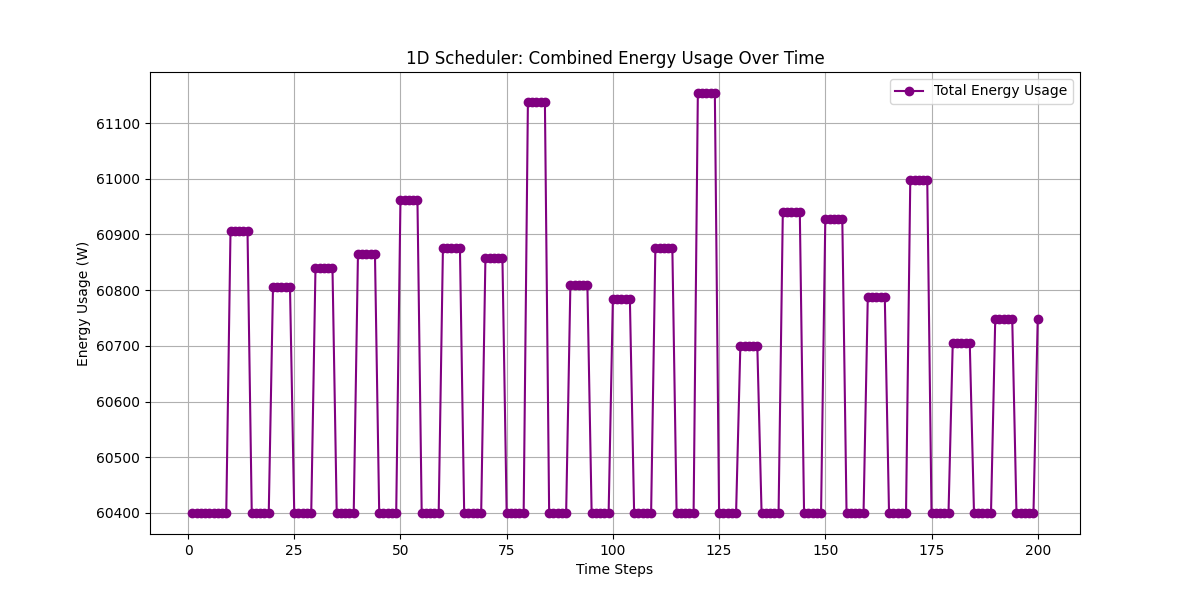 1D Scheduler: Combined Energy Usage Over Time
Total Energy Usage
Energy Usage (W)
61100
61000
60900
60800
60700
60600
60500
60400
0 25 50 75 100 125 150 175 200
Time Steps